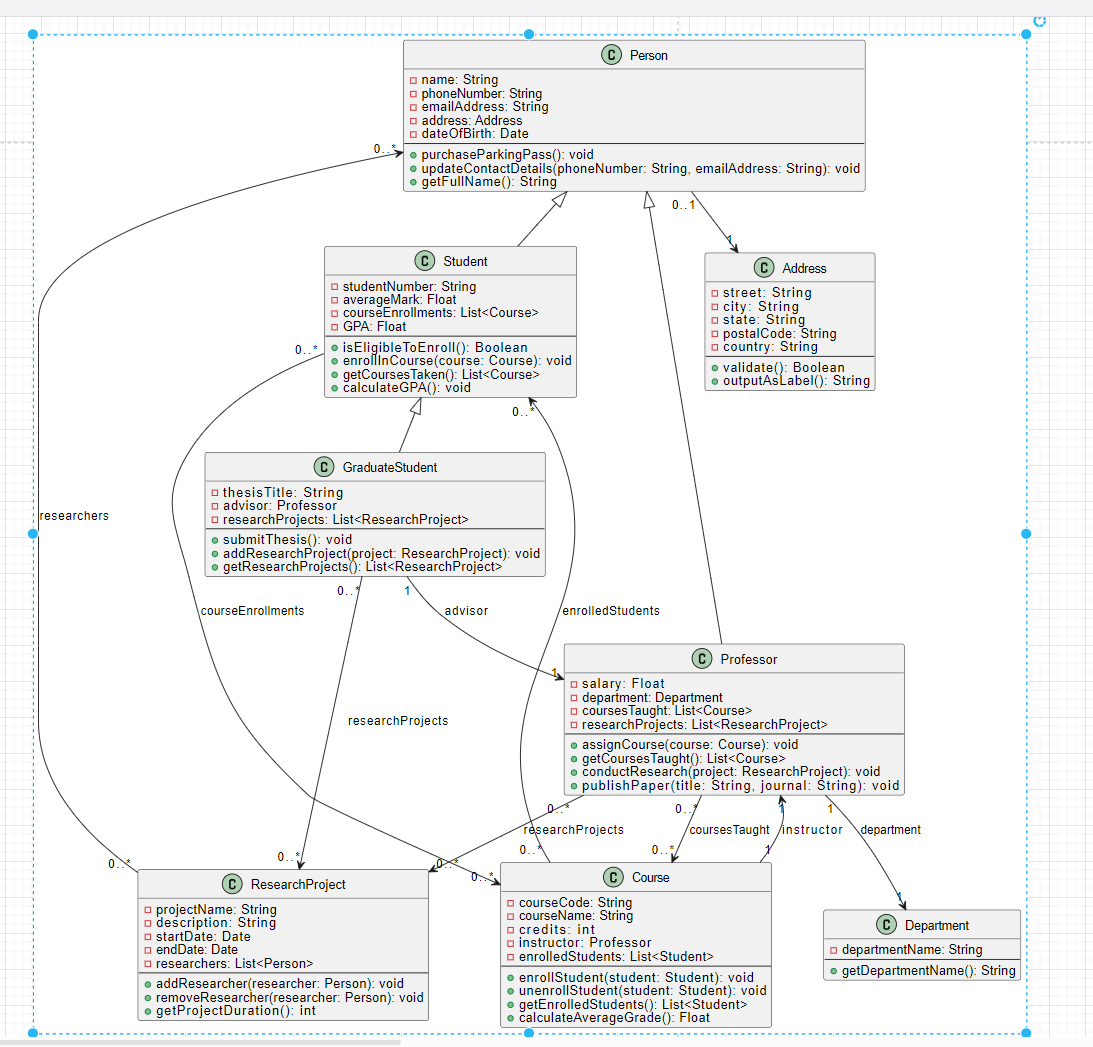 C Person
name: String
phoneNumber: String
emailAddress: String
address: Address
dateOfBirth: Date
purchaseParkingPass(): void
updateContactDetails(phoneNumber: String, emailAddress: String): void
getFullName(): String
0..*
0..1
1
C Student
studentNumber: String
averageMark: Float
courseEnrollments: List<Course>
GPA: Float
isEligibleToEnroll(): Boolean
enrollInCourse(course: Course): void
getCoursesTaken(): List<Course>
calculateGPA(): void
C Address
street: String
city: String
state: String
postalCode: String
country: String
validate(): Boolean
outputAsLabel(): String
0..*
0..*
C GraduateStudent
thesisTitle: String
advisor: Professor
researchProjects: List<ResearchProject>
submitThesis(): void
addResearchProject(project: ResearchProject): void
getResearchProjects(): List<ResearchProject>
researchers
0..*
1
courseEnrollments
advisor
enrolledStudents
1
C Professor
salary: Float
department: Department
coursesTaught: List<Course>
researchProjects: List<ResearchProject>
assignCourse(course: Course): void
getCoursesTaught(): List<Course>
conductResearch(project: ResearchProject): void
publishPaper(title: String, journal: String): void
researchProjects
0..*
0..*
1
1
researchProjects
coursesTaught
instructor
department
0..*
0..*
0..*
0..*
0..*
0..*
1
1
C ResearchProject
projectName: String
description: String
startDate: Date
endDate: Date
researchers: List<Person>
addResearcher(researcher: Person): void
removeResearcher(researcher: Person): void
getProjectDuration(): int
C Course
courseCode: String
courseName: String
credits: int
instructor: Professor
enrolledStudents: List<Student>
enrollStudent(student: Student): void
unenrollStudent(student: Student): void
getEnrolledStudents(): List<Student>
calculateAverageGrade(): Float
C Department
departmentName: String
getDepartmentName(): String